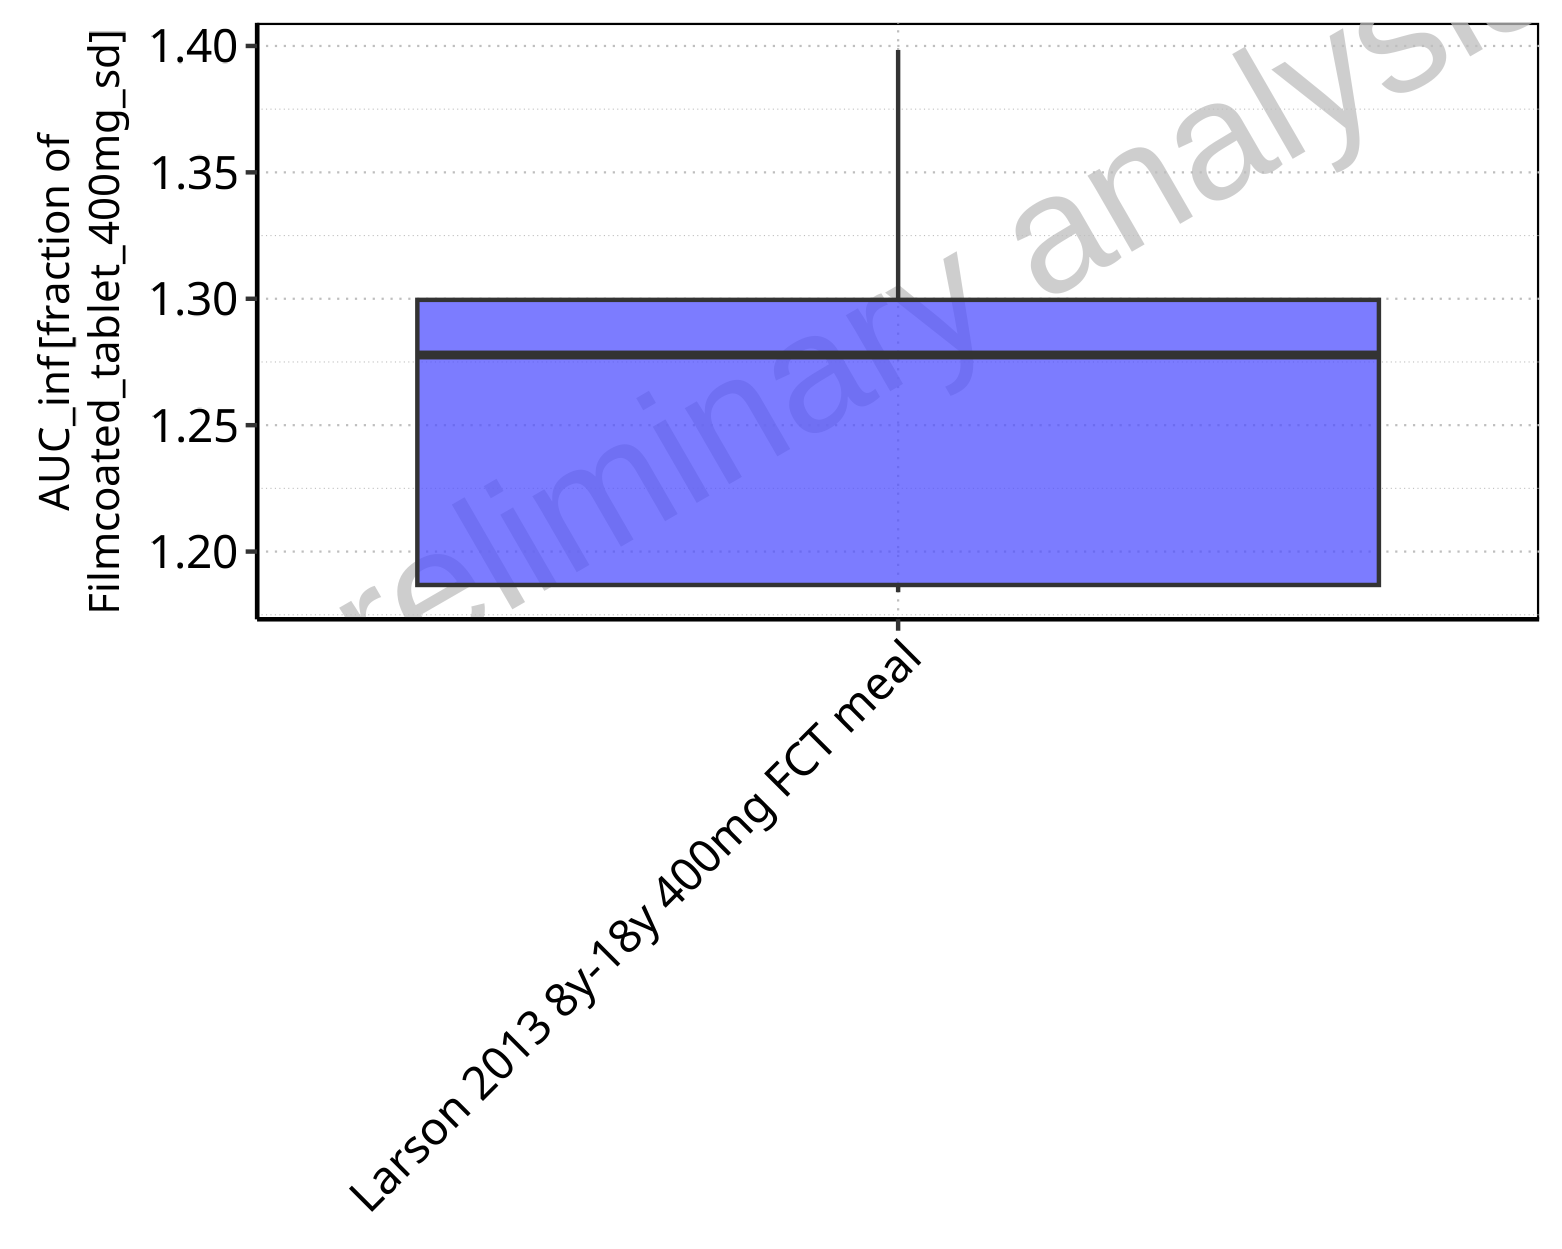 AUC_inf [fraction of
Filmcoated_tablet_400mg_sd]
1.40
1.35
1.30
1.25
1.20
reliminary analysis
Larson 2013 8y-18y 400mg FCT meal